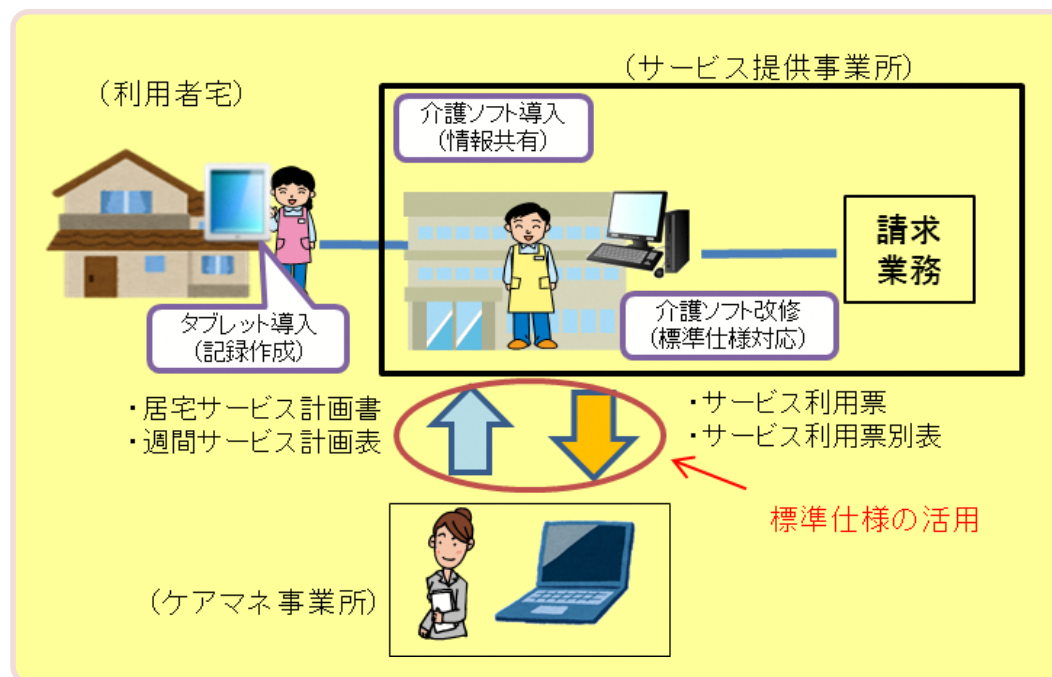 (サービス提供事業所)
(利用者宅)
介護ソフト導入
(情報共有)
請求
業務
タブレット導入
(記録作成)
介護ソフト改修
(標準仕様対応)
・居宅サービス計画書
・週間サービス計画表
・サービス利用票
・サービス利用票別表
標準仕様の活用
(ケアマネ事業所)